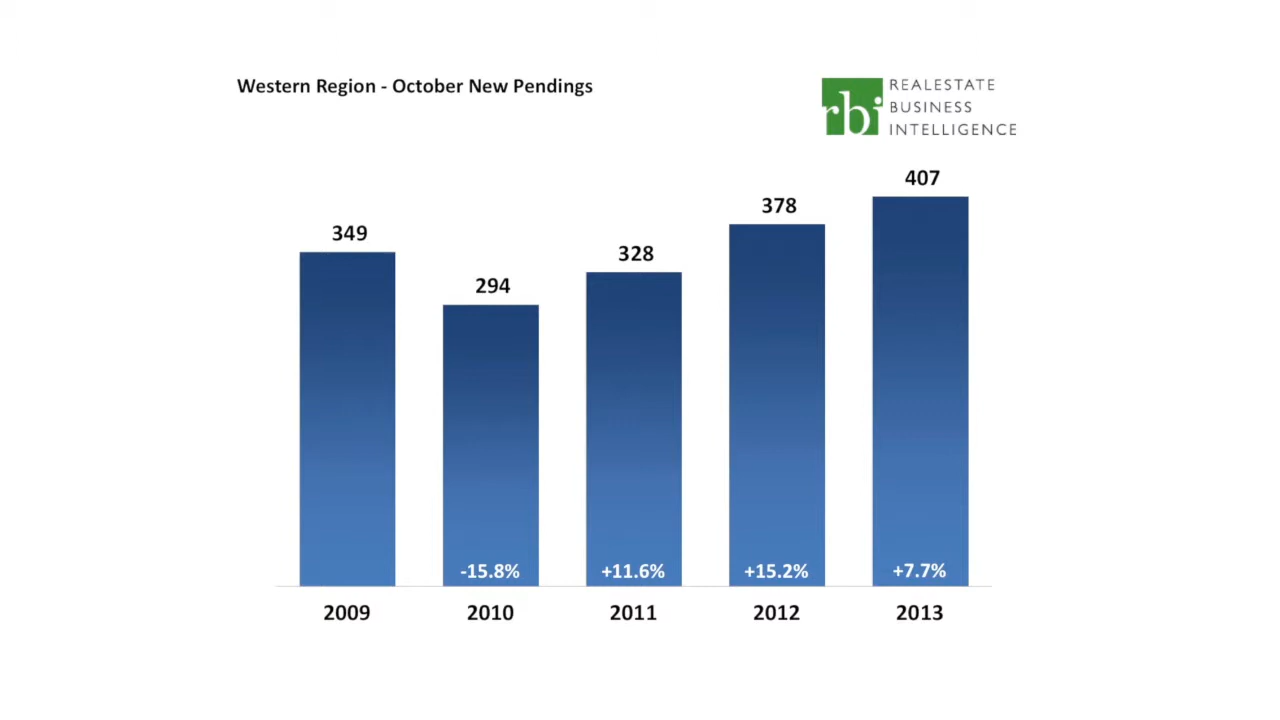 Western Region - October New Pendings
rbi
REALESTATE
BUSINESS
INTELLIGENCE
407
378
349
328
294
-15.8%
+11.6%
+15.2%
+7.7%
2009
2010
2011
2012
2013